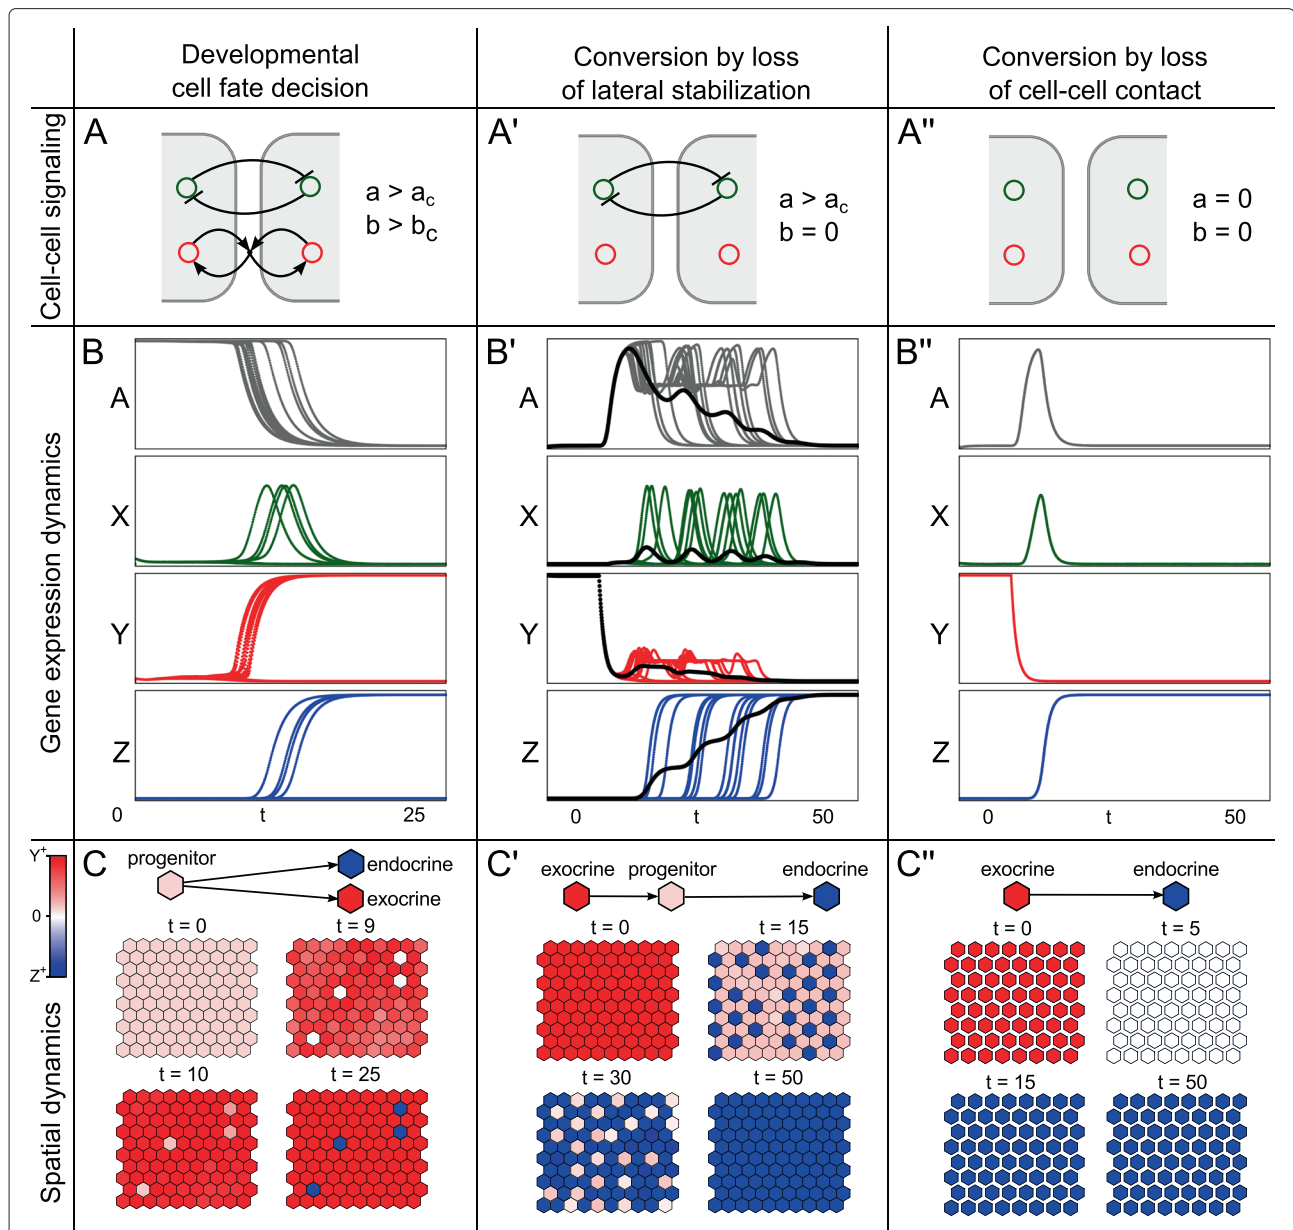 Developmental
cell fate decision
Conversion by loss
of lateral stabilization
Conversion by loss
of cell-cell contact
Cell-cell signaling
A
a > ac
b > bc
A'
a > ac
b = 0
A''
a = 0
b = 0
Gene expression dynamics
B
A
X
Y
Z
0
t
25
B'
A
X
Y
Z
0
t
50
B''
A
X
Y
Z
0
t
50
Spatial dynamics
Y+
0
Z+
C
progenitor
endocrine
exocrine
t = 0
t = 9
t = 10
t = 25
C'
exocrine
progenitor
endocrine
t = 0
t = 15
t = 30
t = 50
C''
exocrine
endocrine
t = 0
t = 5
t = 15
t = 50